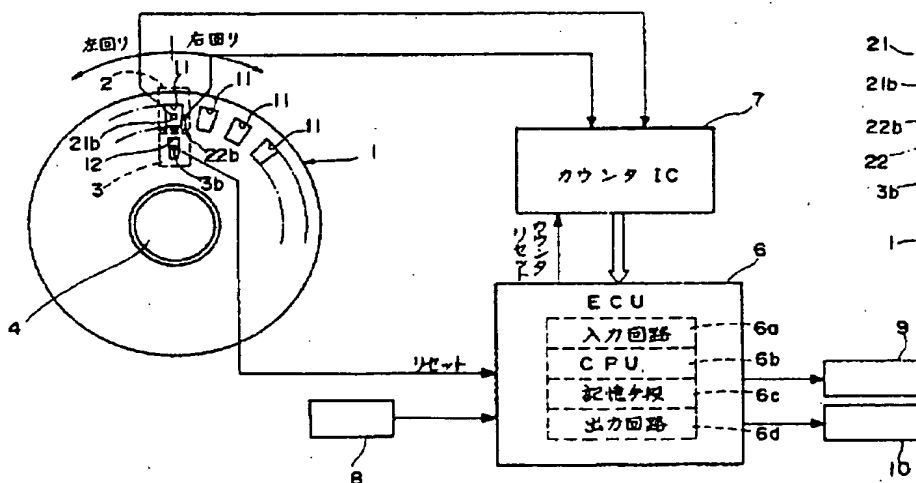 左回り
右回り
2
11
11
11
11
21b
12
22b
3
3b
1
4
7
カウンタ IC
カウンタ
リセット
6
ECU
入力回路
6a
CPU
6b
記憶手段
6c
出力回路
6d
リセット
8
9
10
21
21b
22b
22
3b
1